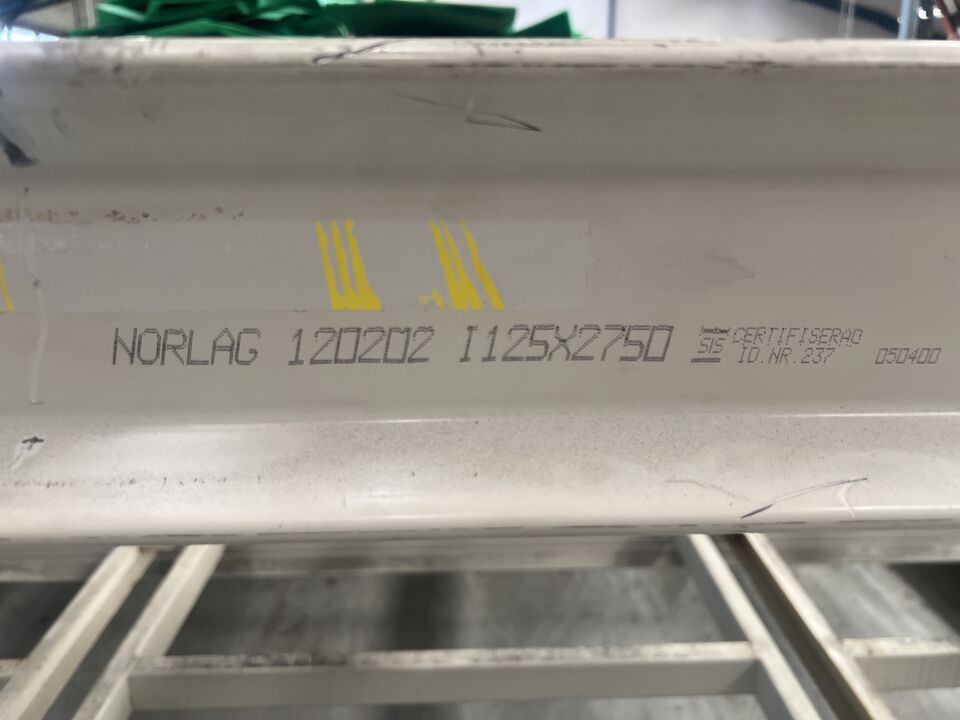 NORLAG 120202 I125X2750 SIS CERTIFISERAD 050400
ID.NR.237